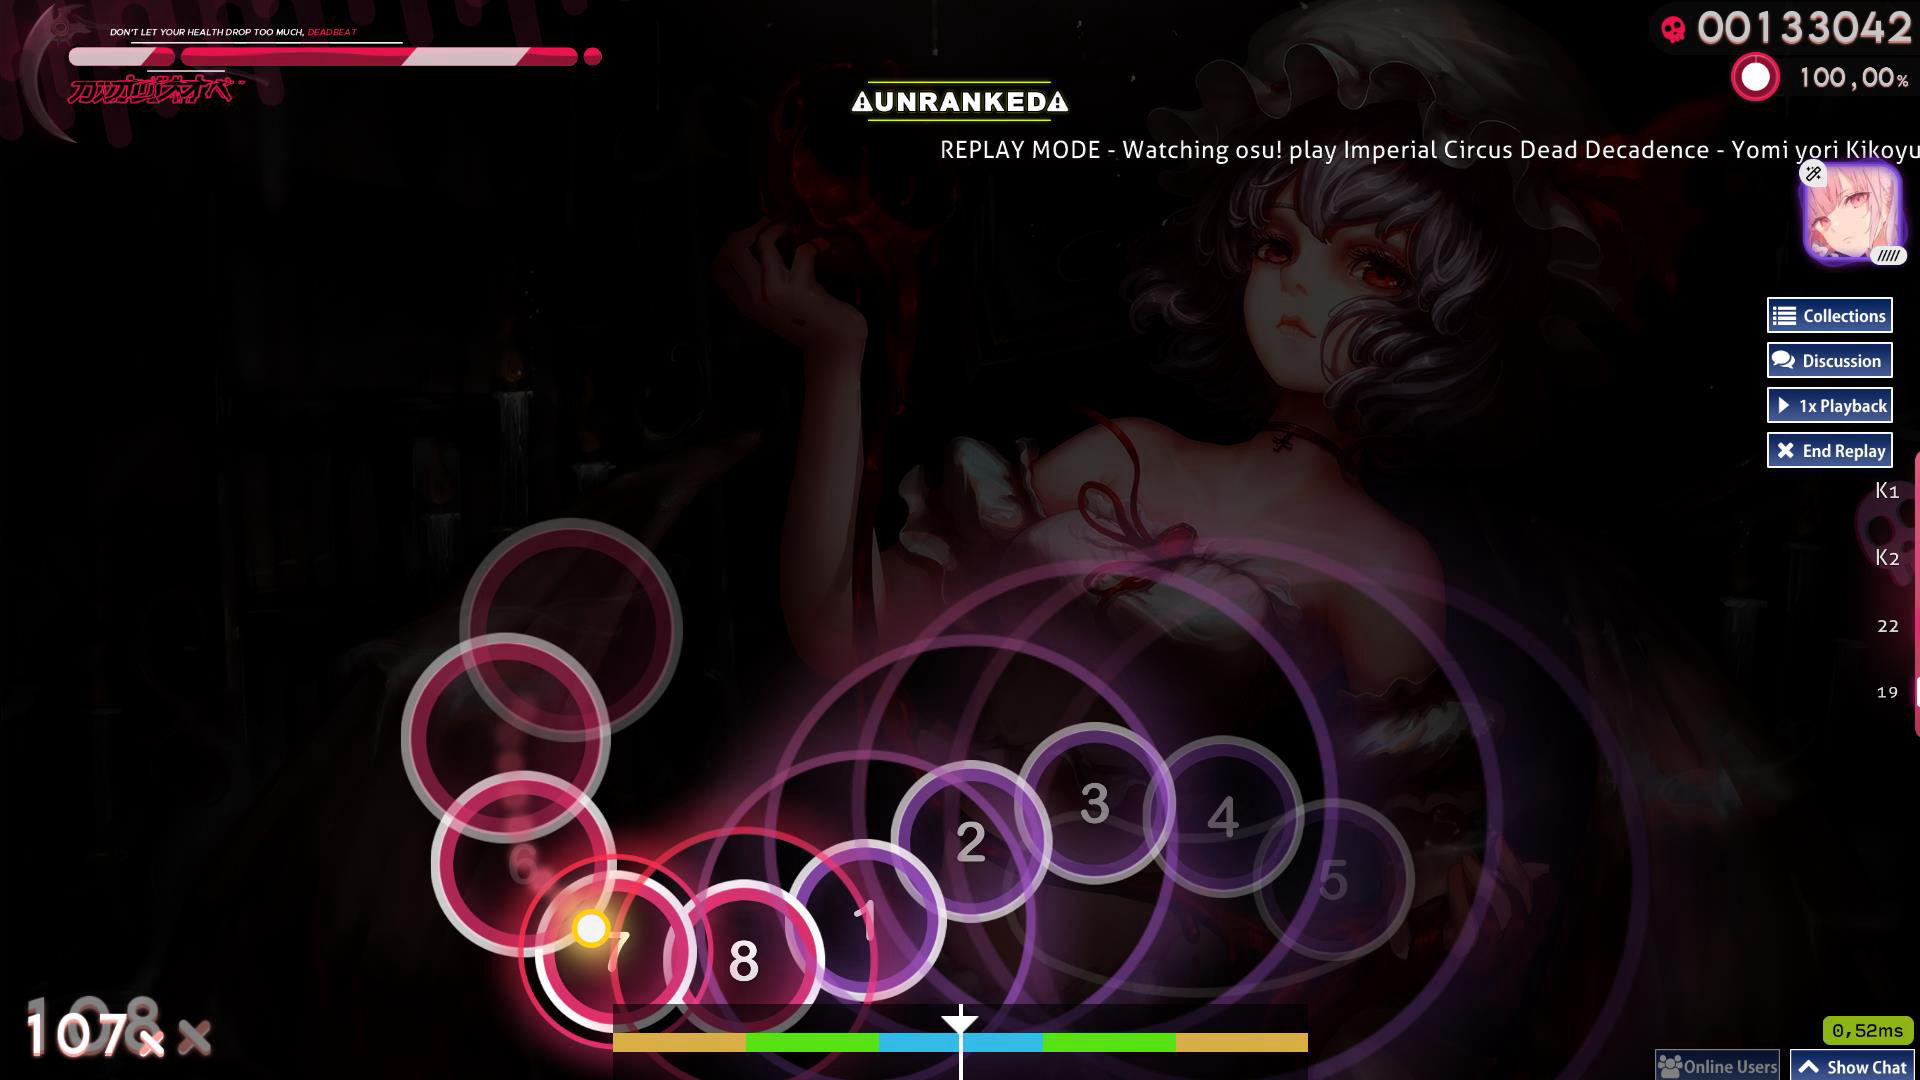 DON'T LET YOUR HEALTH DROP TOO MUCH, DEADBEAT
00133042
100,00%
UNRANKED
REPLAY MODE - Watching osu! play Imperial Circus Dead Decadence - Yomi yori Kikoyu
Collections
Discussion
1x Playback
End Replay
K1
K2
22
19
6
7
8
1
2
3
4
5
107x
0,52ms
Online Users
Show Chat